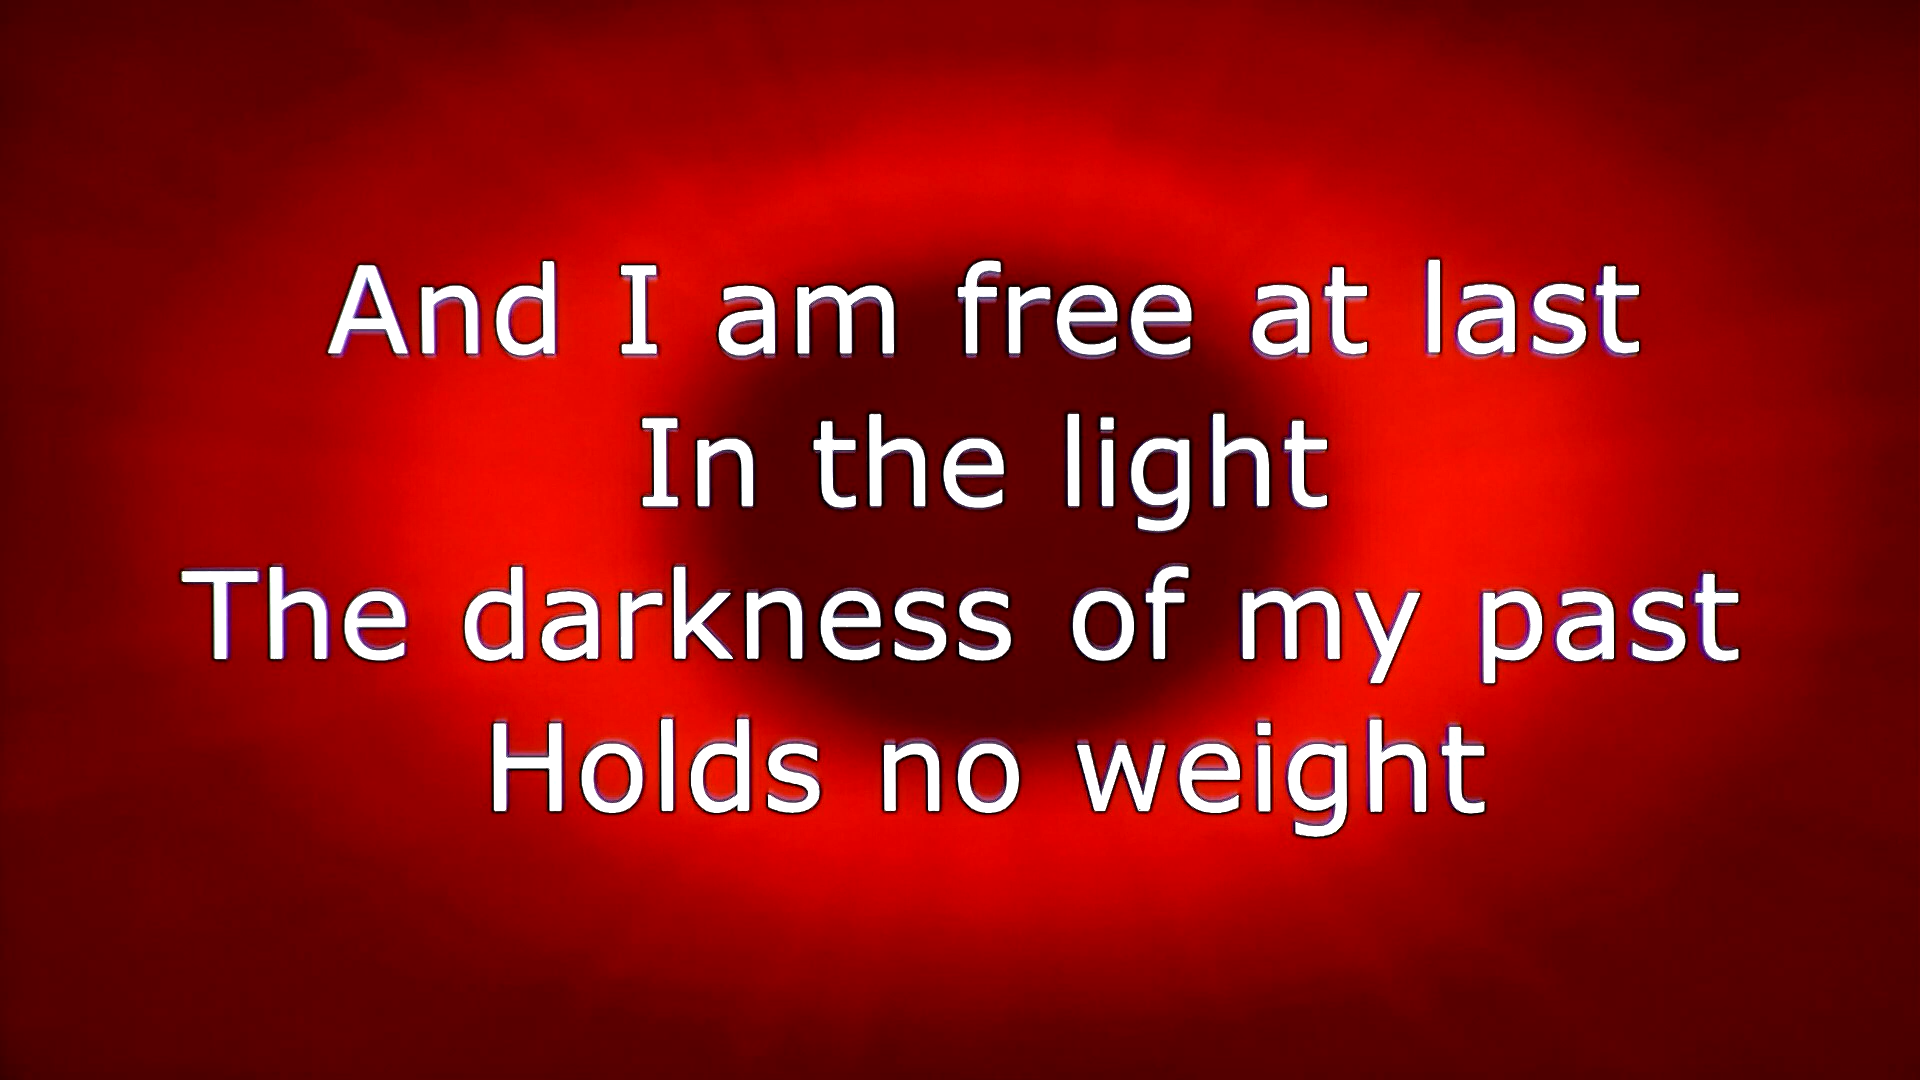 And I am free at last
In the light
The darkness of my past
Holds no weight